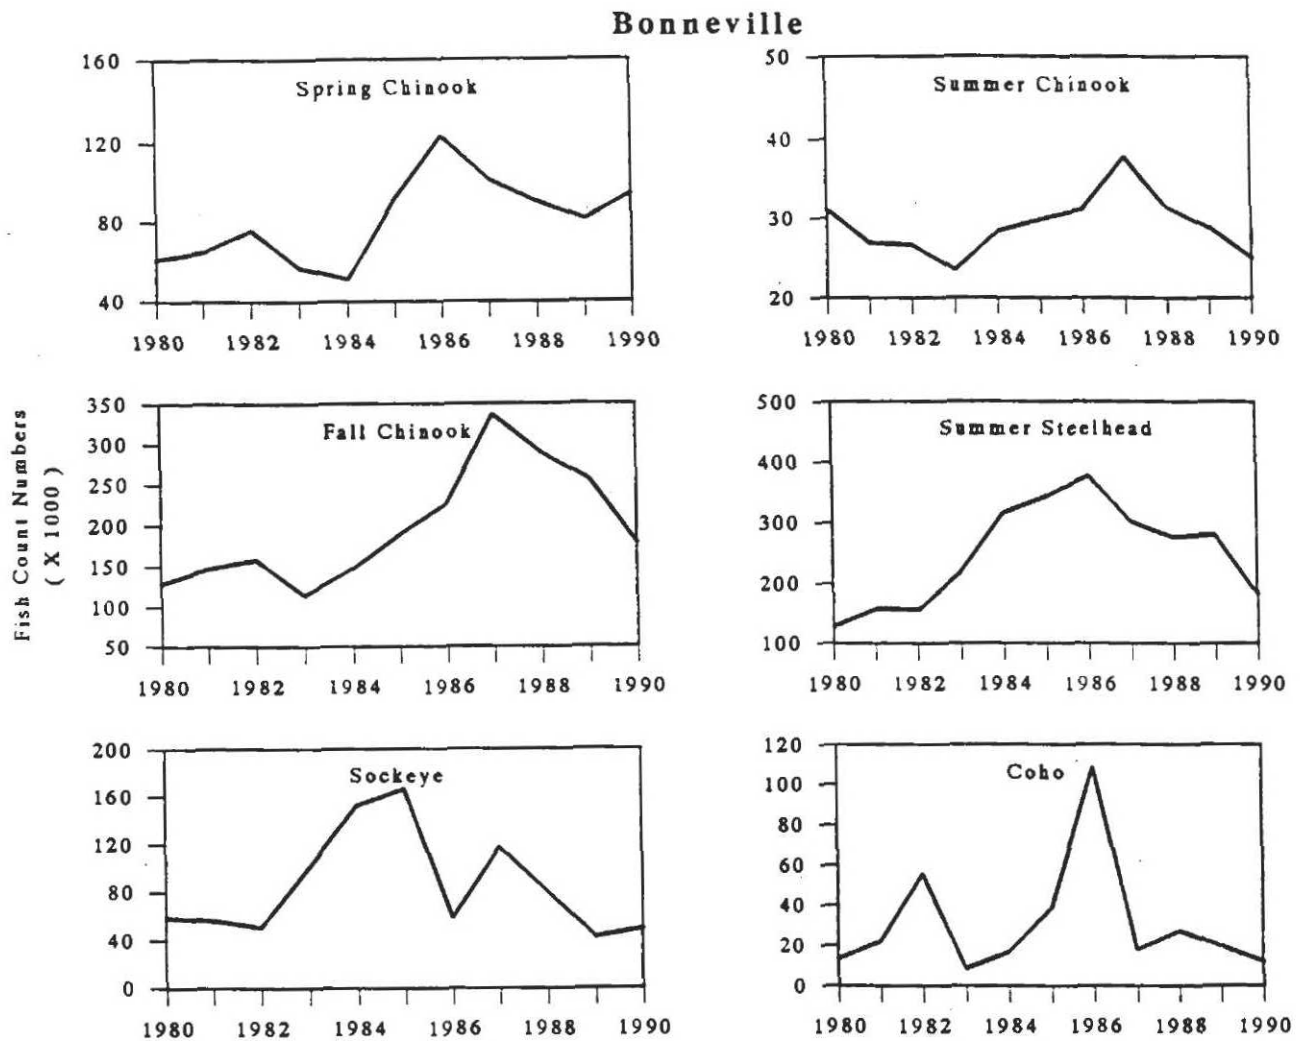 Bonneville
Fish Count Numbers
( X 1000 )
Spring Chinook
160
120
80
40
1980 1982 1984 1986 1988 1990
Summer Chinook
50
40
30
20
1980 1982 1984 1986 1988 1990
Fall Chinook
350
300
250
200
150
100
50
1980 1982 1984 1986 1988 1990
Summer Steelhead
500
400
300
200
100
1980 1982 1984 1986 1988 1990
Sockeye
200
160
120
80
40
0
1980 1982 1984 1986 1988 1990
Coho
120
100
80
60
40
20
0
1980 1982 1984 1986 1988 1990